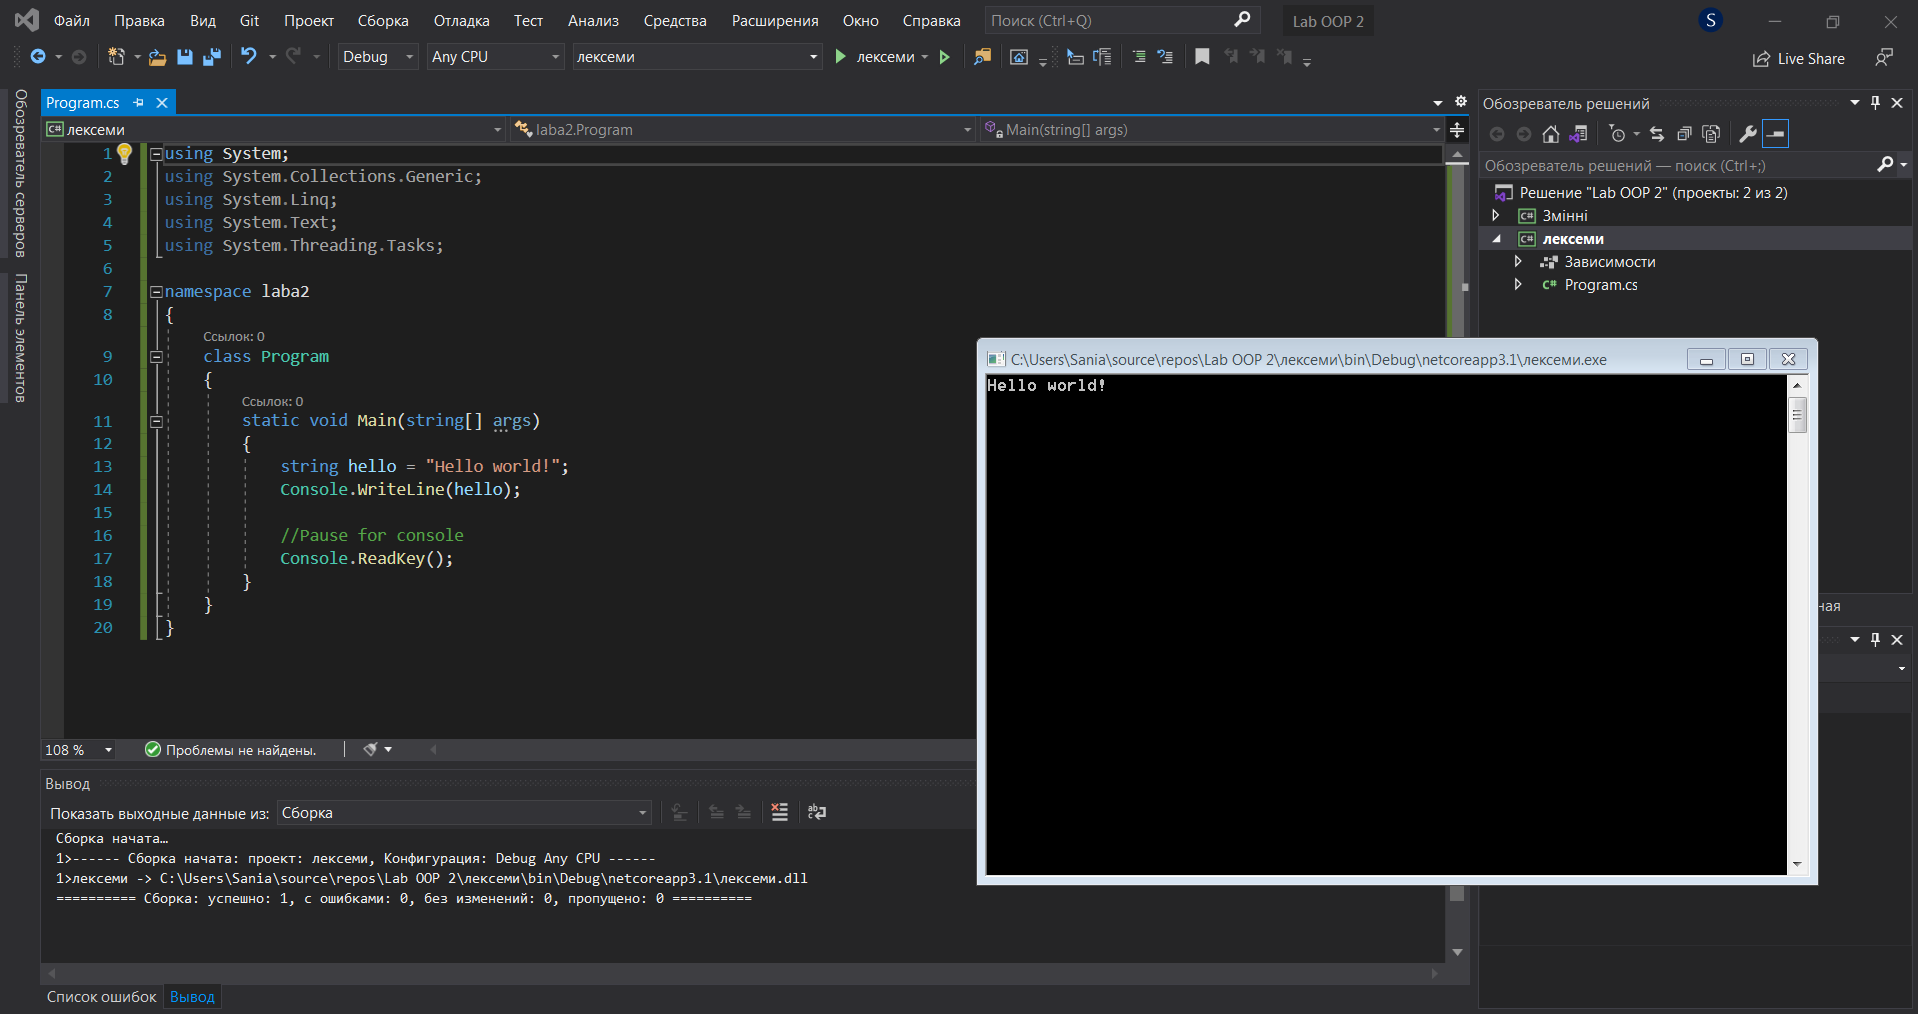 Файл Правка Вид Git Проект Сборка Отладка Тест Анализ Средства Расширения Окно Справка Поиск (Ctrl+Q) Lab OOP 2 S
Debug Any CPU лексеми лексеми Live Share
Обозреватель серверов
Панель элементов
Program.cs
лексеми laba2.Program Main(string[] args)
1 using System;
2 using System.Collections.Generic;
3 using System.Linq;
4 using System.Text;
5 using System.Threading.Tasks;
6
7 namespace laba2
8 {
Ссылок: 0
9 class Program
10 {
Ссылок: 0
11 static void Main(string[] args)
12 {
13 string hello = "Hello world!";
14 Console.WriteLine(hello);
15
16 //Pause for console
17 Console.ReadKey();
18 }
19 }
20 }
108 % Проблемы не найдены.
Вывод
Показать выходные данные из: Сборка
Сборка начата…
1>------ Сборка начата: проект: лексеми, Конфигурация: Debug Any CPU ------
1>лексеми -> C:\Users\Sania\source\repos\Lab OOP 2\лексеми\bin\Debug\netcoreapp3.1\лексеми.dll
========== Сборка: успешно: 1, с ошибками: 0, без изменений: 0, пропущено: 0 ==========
Список ошибок Вывод
C:\Users\Sania\source\repos\Lab OOP 2\лексеми\bin\Debug\netcoreapp3.1\лексеми.exe
Hello world!
Обозреватель решений
Обозреватель решений — поиск (Ctrl+;)
Решение "Lab OOP 2" (проекты: 2 из 2)
C# Змінні
C# лексеми
Зависимости
C# Program.cs
ная